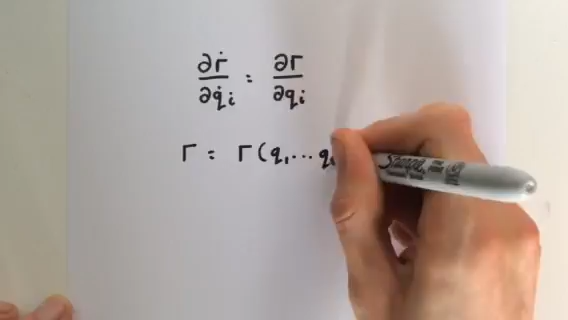 ∂ṙ/∂q̇ᵢ = ∂r/∂qᵢ
r = r(q₁...q
Sharpie